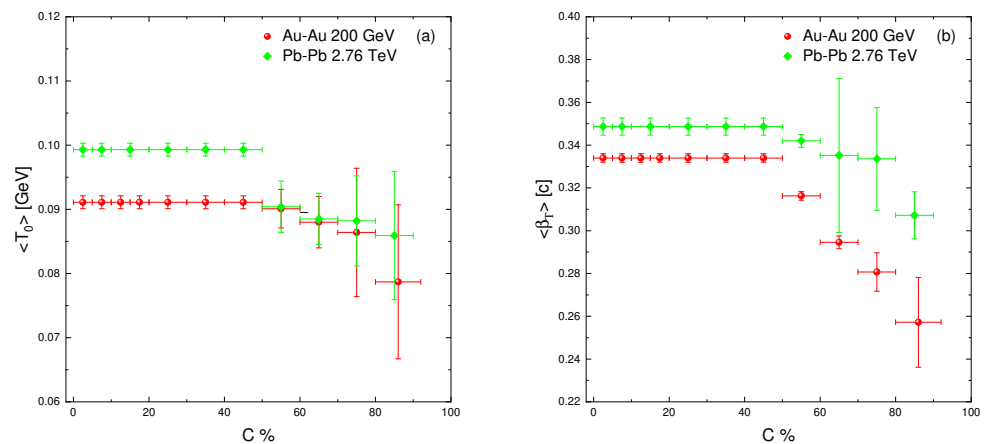 0.12
0.11
0.10
0.09
0.08
0.07
0.06
<T₀> [GeV]
0 20 40 60 80 100
C %
Au-Au 200 GeV (a)
Pb-Pb 2.76 TeV
0.40
0.38
0.36
0.34
0.32
0.30
0.28
0.26
0.24
0.22
<β_T> [c]
0 20 40 60 80 100
C %
Au-Au 200 GeV (b)
Pb-Pb 2.76 TeV